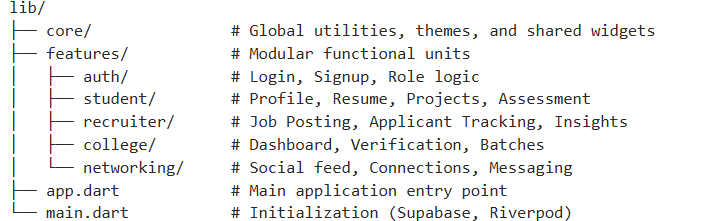 lib/
├── core/                # Global utilities, themes, and shared widgets
├── features/            # Modular functional units
│   ├── auth/            # Login, Signup, Role logic
│   ├── student/         # Profile, Resume, Projects, Assessment
│   ├── recruiter/       # Job Posting, Applicant Tracking, Insights
│   ├── college/         # Dashboard, Verification, Batches
│   └── networking/      # Social feed, Connections, Messaging
├── app.dart             # Main application entry point
└── main.dart            # Initialization (Supabase, Riverpod)